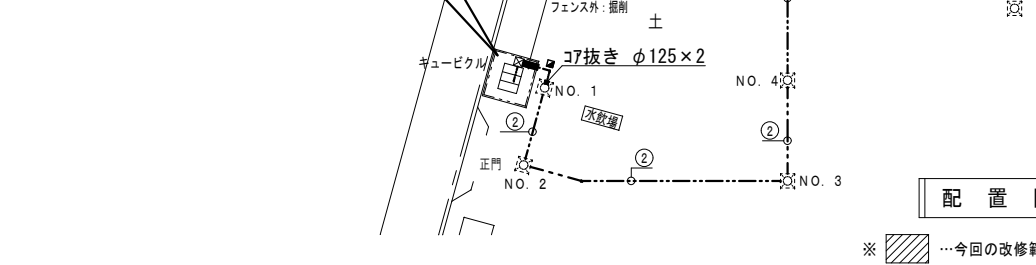 フェンス外:掘削
土
キュービクル
コア抜き φ125×2
NO. 4
NO. 1
水飲場
②
②
②
正門
NO. 2
NO. 3
配 置
※ …今回の改修範